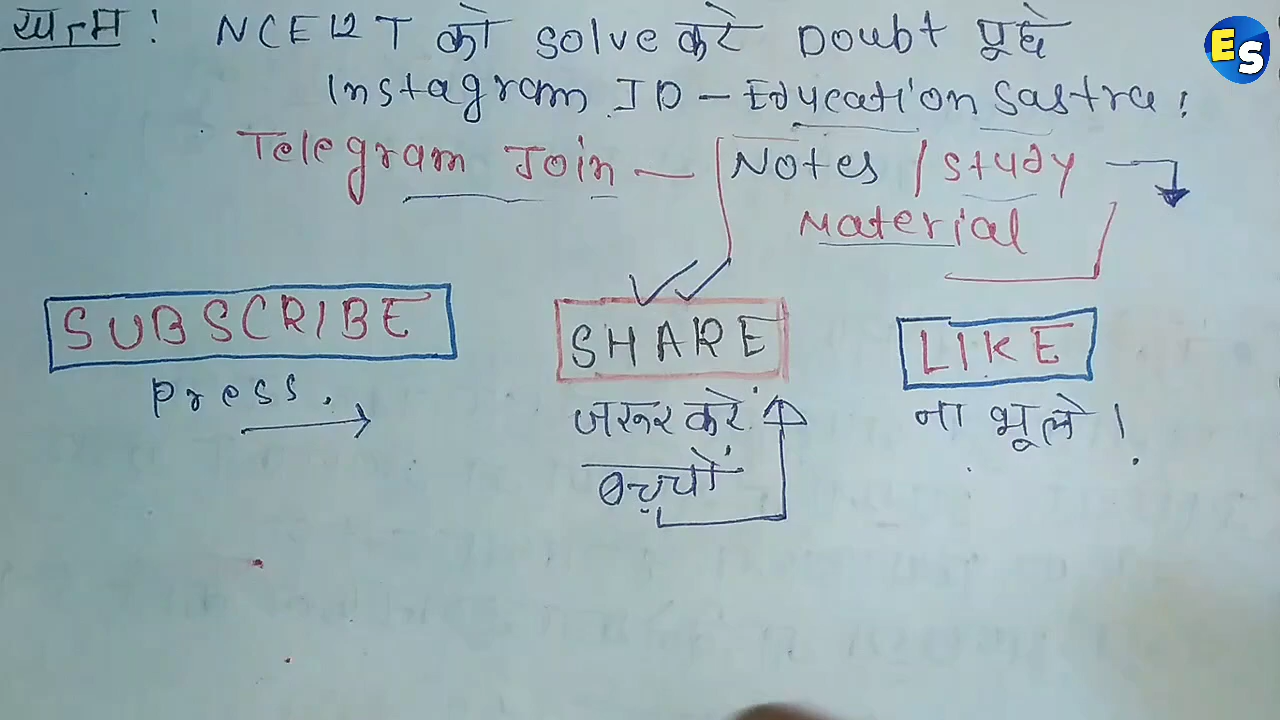 खत्म! NCERT को Solve करे Doubt पूछे
Instagram ID - Education Sastra!
Telegram Join - Notes / Study
Material
SUBSCRIBE
Press.
SHARE
जरूर करें
बच्चों
LIKE
ना भूले।
ES